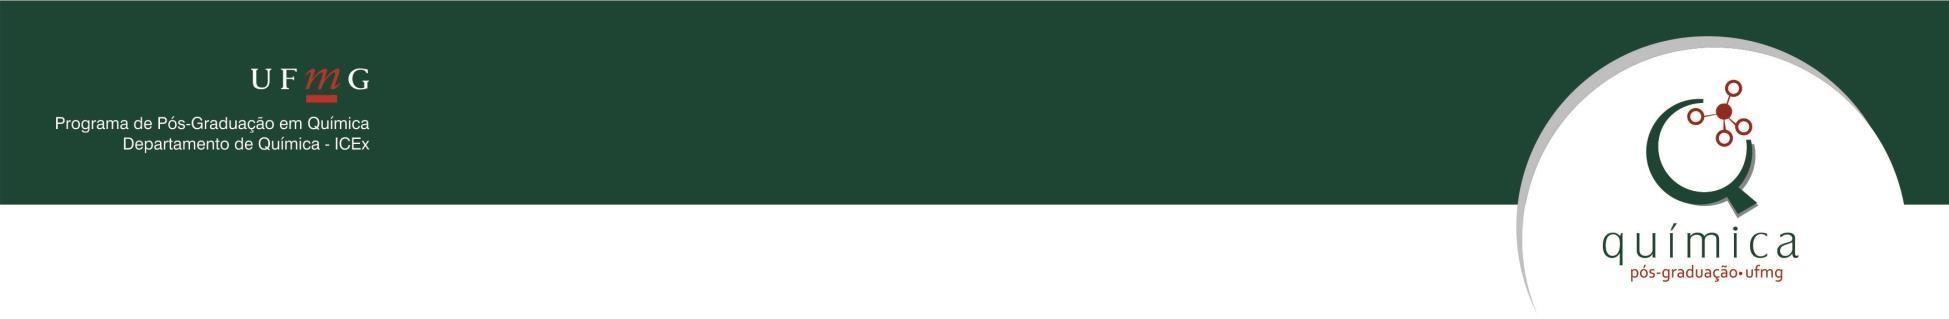 UFmG
Programa de Pós-Graduação em Química
Departamento de Química - ICEx
química
pós-graduação•ufmg